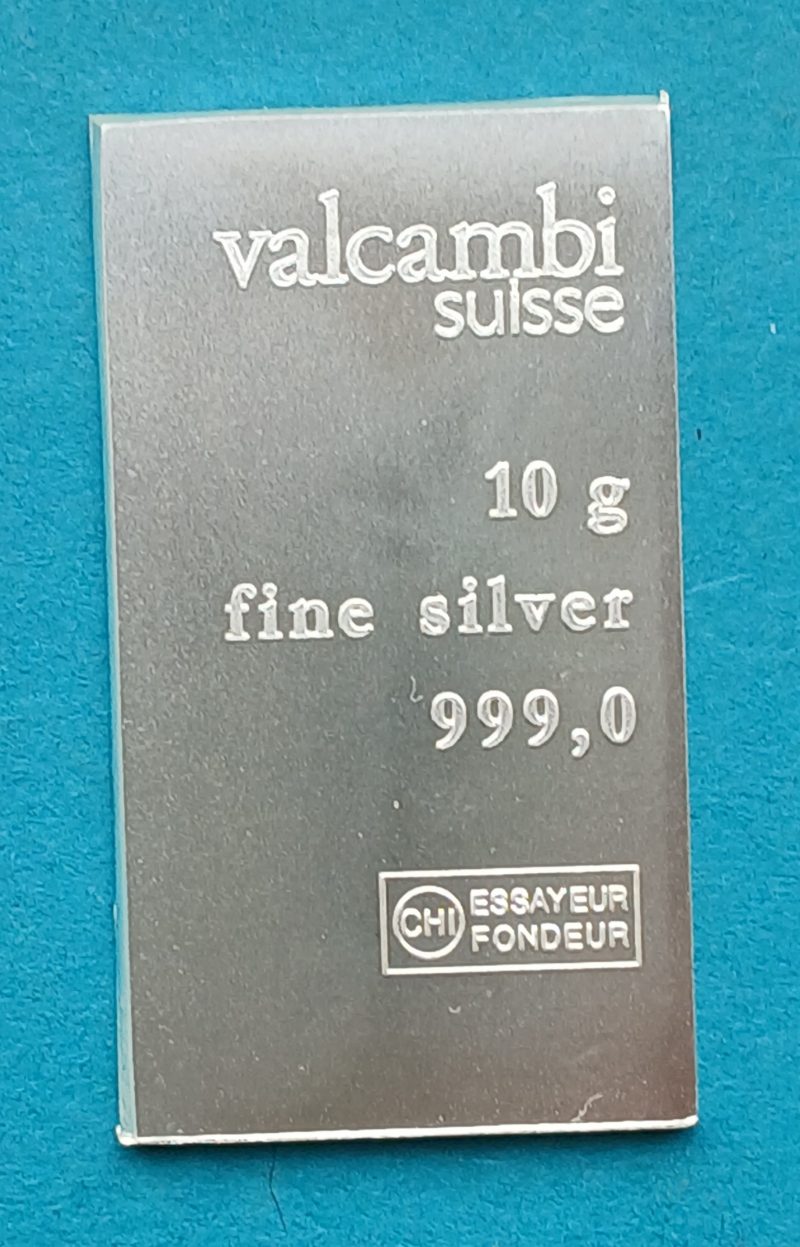 valcambi
suisse
10 g
fine silver
999,0
CHI ESSAYEUR
FONDEUR